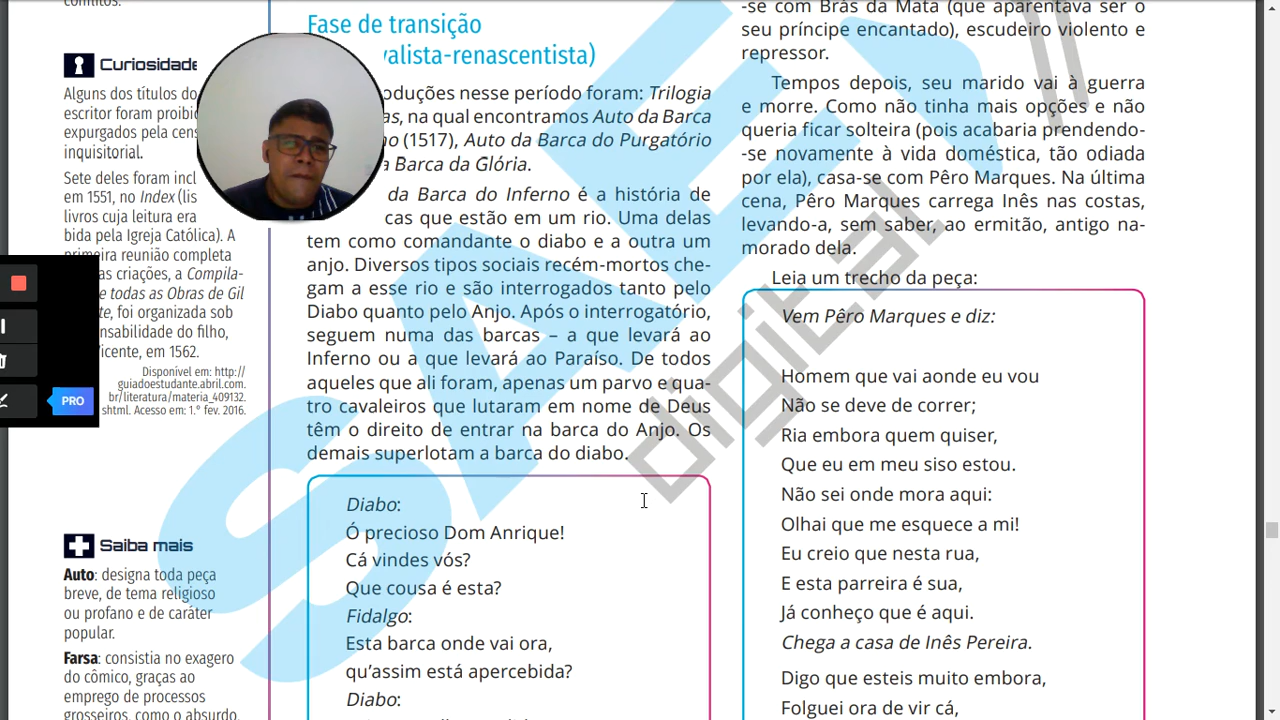 conflitos.
Curiosidade
Alguns dos títulos do
escritor foram proibi
expurgados pela cens
inquisitorial.
Sete deles foram incl
em 1551, no Index (lis
livros cuja leitura era
bida pela Igreja Católica). A
primeira reunião completa
as criações, a Compila-
e todas as Obras de Gil
te, foi organizada sob
nsabilidade do filho,
Vicente, em 1562.
Disponível em: http://
guiadoestudante.abril.com.
br/literatura/materia_409132.
shtml. Acesso em: 1.º fev. 2016.
PRO
Saiba mais
Auto: designa toda peça
breve, de tema religioso
ou profano e de caráter
popular.
Farsa: consistia no exagero
do cômico, graças ao
emprego de processos
grosseiros, como o absurdo,
Fase de transição
valista-renascentista)
oduções nesse período foram: Trilogia
as, na qual encontramos Auto da Barca
o (1517), Auto da Barca do Purgatório
a Barca da Glória.
da Barca do Inferno é a história de
cas que estão em um rio. Uma delas
tem como comandante o diabo e a outra um
anjo. Diversos tipos sociais recém-mortos che-
gam a esse rio e são interrogados tanto pelo
Diabo quanto pelo Anjo. Após o interrogatório,
seguem numa das barcas – a que levará ao
Inferno ou a que levará ao Paraíso. De todos
aqueles que ali foram, apenas um parvo e qua-
tro cavaleiros que lutaram em nome de Deus
têm o direito de entrar na barca do Anjo. Os
demais superlotam a barca do diabo.
Diabo:
Ó precioso Dom Anrique!
Cá vindes vós?
Que cousa é esta?
Fidalgo:
Esta barca onde vai ora,
qu’assim está apercebida?
Diabo:
-se com Brás da Mata (que aparentava ser o
seu príncipe encantado), escudeiro violento e
repressor.
Tempos depois, seu marido vai à guerra
e morre. Como não tinha mais opções e não
queria ficar solteira (pois acabaria prendendo-
-se novamente à vida doméstica, tão odiada
por ela), casa-se com Pêro Marques. Na última
cena, Pêro Marques carrega Inês nas costas,
levando-a, sem saber, ao ermitão, antigo na-
morado dela.
Leia um trecho da peça:
Vem Pêro Marques e diz:
Homem que vai aonde eu vou
Não se deve de correr;
Ria embora quem quiser,
Que eu em meu siso estou.
Não sei onde mora aqui:
Olhai que me esquece a mi!
Eu creio que nesta rua,
E esta parreira é sua,
Já conheço que é aqui.
Chega a casa de Inês Pereira.
Digo que esteis muito embora,
Folguei ora de vir cá,
digital